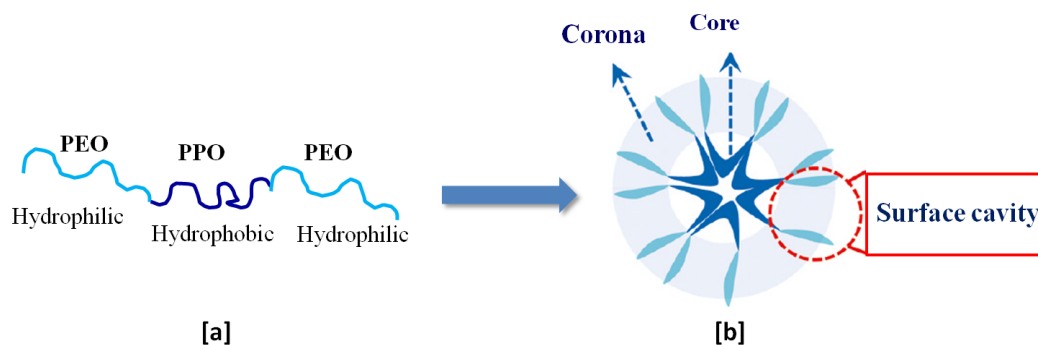 PEO
PPO
PEO
Hydrophilic
Hydrophobic
Hydrophilic
[a]
Corona
Core
Surface cavity
[b]